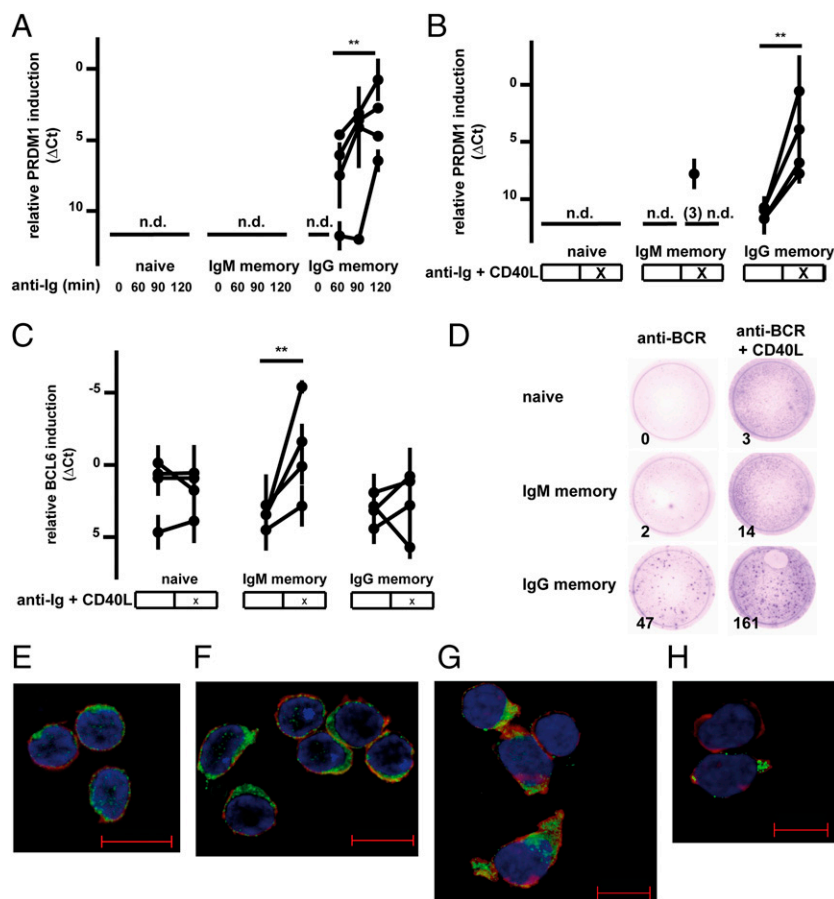 A
relative PRDM1 induction
(ΔCt)
0
5
10
**
n.d.
n.d.
n.d.
naive
IgM memory
IgG memory
anti-Ig (min)
0 60 90 120
0 60 90 120
0 60 90 120
B
relative PRDM1 induction
(ΔCt)
0
5
10
**
n.d.
n.d.
(3)
n.d.
naive
IgM memory
IgG memory
anti-Ig + CD40L
X
X
X
C
relative BCL6 induction
(ΔCt)
-5
0
5
**
naive
IgM memory
IgG memory
anti-Ig + CD40L
x
x
x
D
anti-BCR
anti-BCR
+ CD40L
naive
0
3
IgM memory
2
14
IgG memory
47
161
E
F
G
H